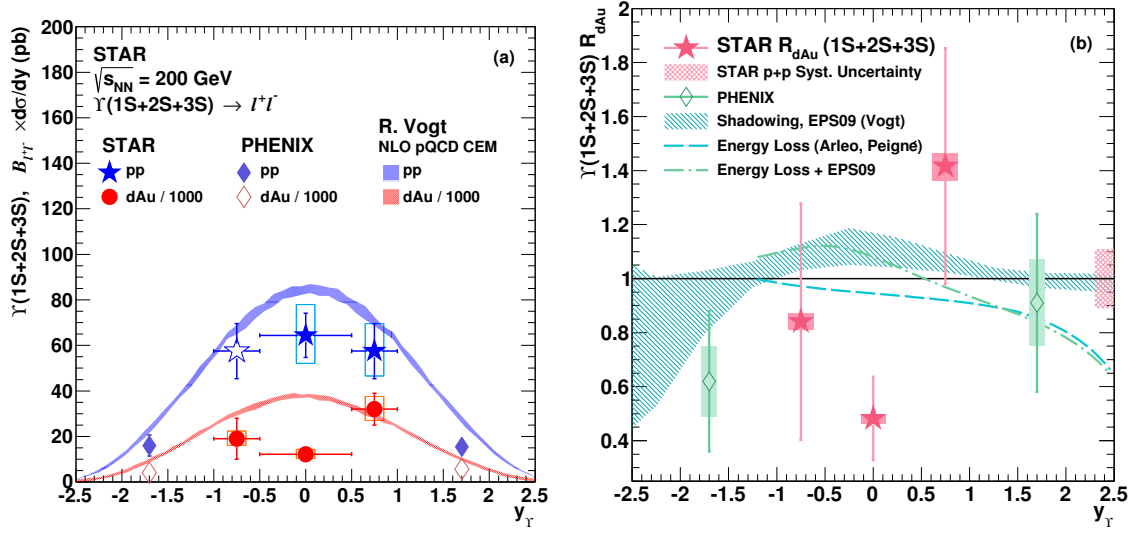 Υ(1S+2S+3S), B_{l⁺l⁻} ×dσ/dy (pb)
200
180
160
140
120
100
80
60
40
20
0
STAR
(a)
√s_NN = 200 GeV
Υ(1S+2S+3S) → l⁺l⁻
STAR
PHENIX
R. Vogt
NLO pQCD CEM
pp
pp
pp
dAu / 1000
dAu / 1000
dAu / 1000
-2.5 -2 -1.5 -1 -0.5 0 0.5 1 1.5 2 2.5
y_Υ
Υ(1S+2S+3S) R_dAu
2
1.8
1.6
1.4
1.2
1
0.8
0.6
0.4
STAR R_dAu (1S+2S+3S)
(b)
STAR p+p Syst. Uncertainty
PHENIX
Shadowing, EPS09 (Vogt)
Energy Loss (Arleo, Peigné)
Energy Loss + EPS09
-2.5 -2 -1.5 -1 -0.5 0 0.5 1 1.5 2 2.5
y_Υ